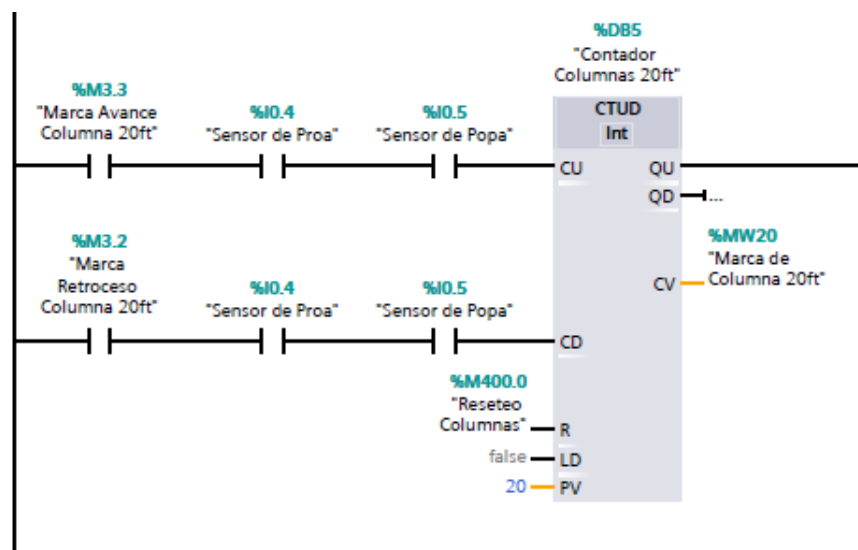 %DB5
"Contador
Columnas 20ft"
%M3.3
"Marca Avance
Columna 20ft"
%I0.4
"Sensor de Proa"
%I0.5
"Sensor de Popa"
CTUD
Int
CU
QU
QD
...
%M3.2
"Marca
Retroceso
Columna 20ft"
%I0.4
"Sensor de Proa"
%I0.5
"Sensor de Popa"
%MW20
"Marca de
Columna 20ft"
CV
CD
%M400.0
"Reseteo
Columnas"
R
false
LD
20
PV